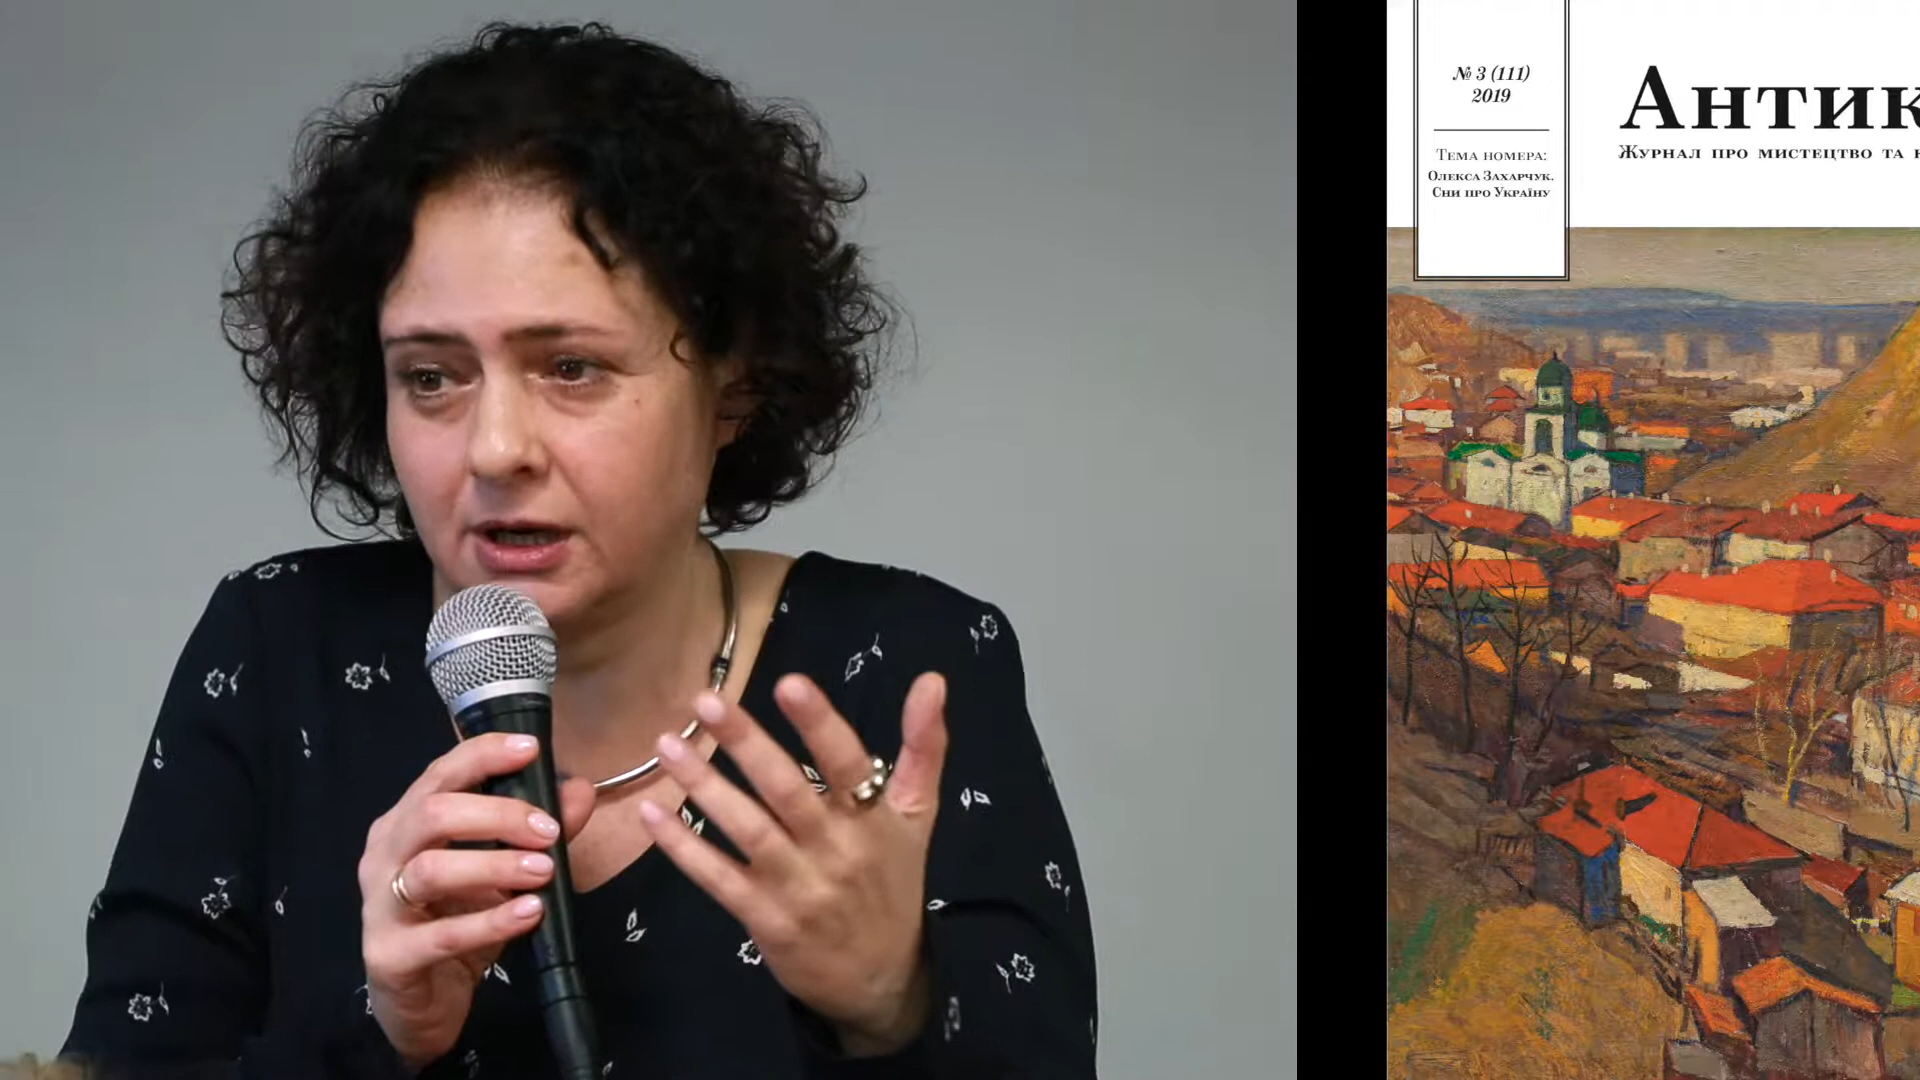 № 3 (111)
2019
Тема номера:
Олекса Захарчук.
Сни про Україну
Антик
Журнал про мистецтво та